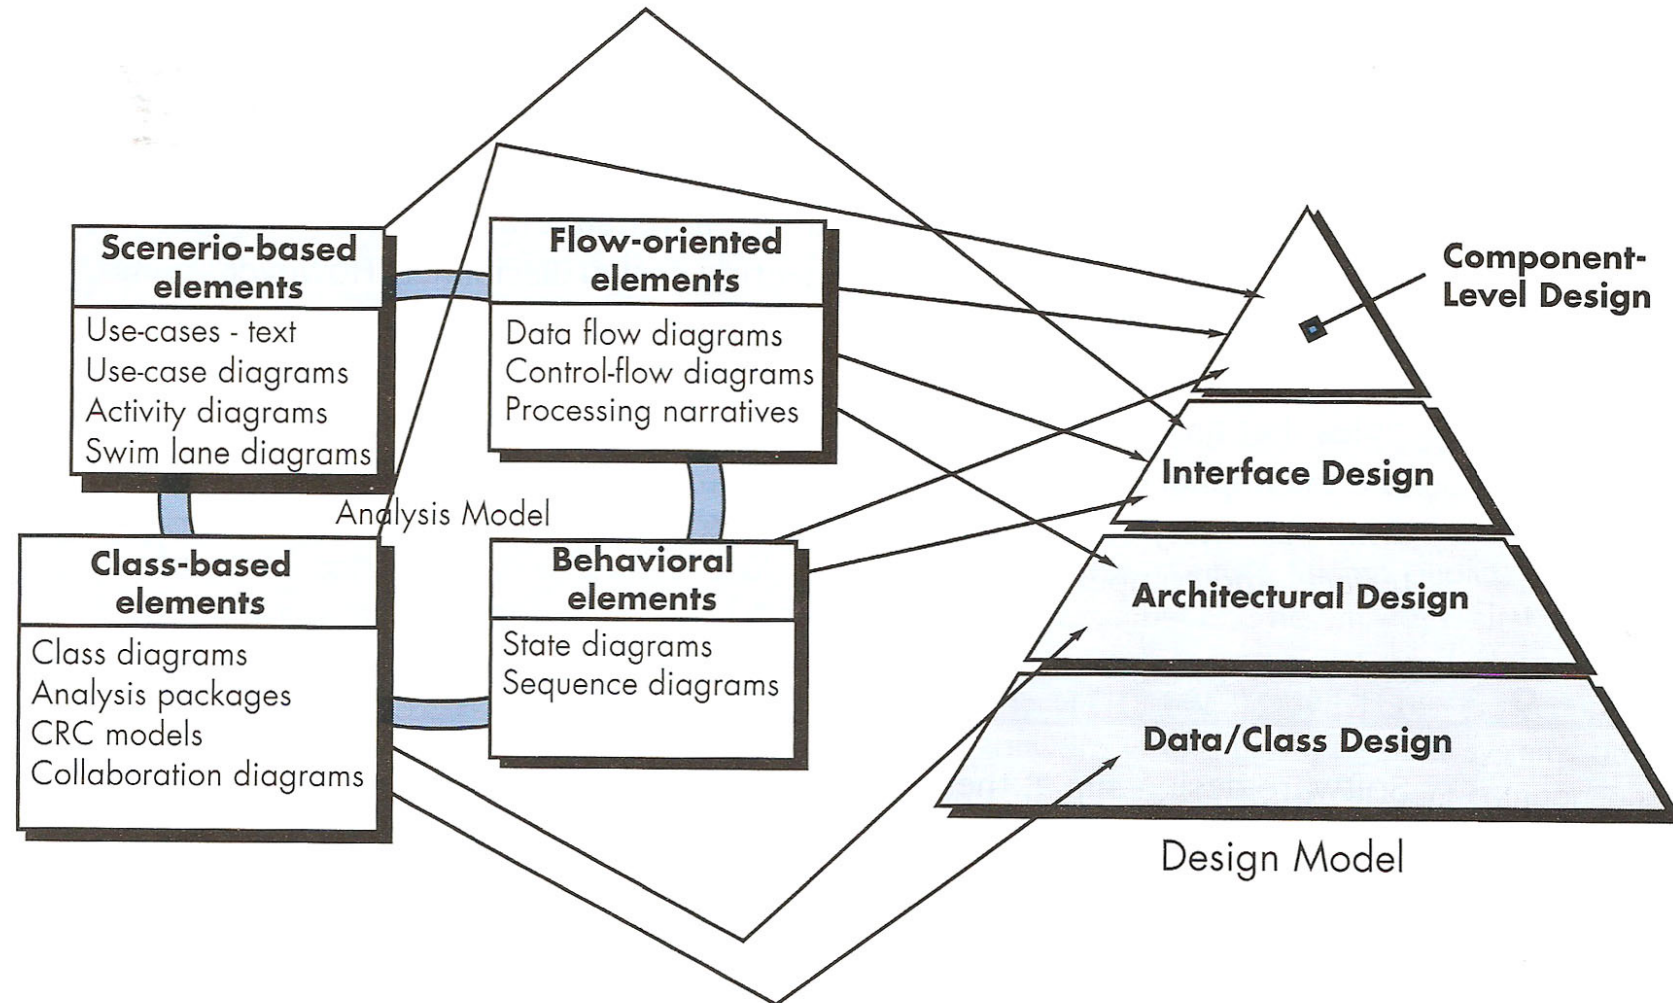 Scenerio-based
elements
Use-cases - text
Use-case diagrams
Activity diagrams
Swim lane diagrams
Flow-oriented
elements
Data flow diagrams
Control-flow diagrams
Processing narratives
Analysis Model
Class-based
elements
Class diagrams
Analysis packages
CRC models
Collaboration diagrams
Behavioral
elements
State diagrams
Sequence diagrams
Component-
Level Design
Interface Design
Architectural Design
Data/Class Design
Design Model